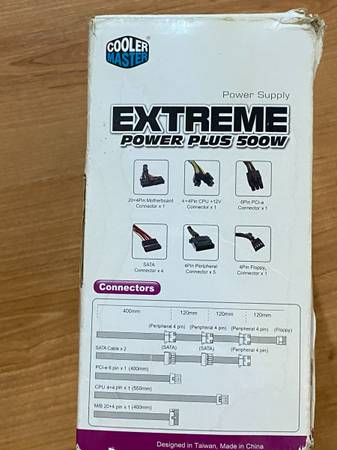 COOLER
MASTER
Power Supply
EXTREME
POWER PLUS 500W
20+4Pin Motherboard
Connector x 1
4+4Pin CPU +12V
Connector x 1
6Pin PCI-e
Connector x 1
SATA
Connector x 4
4Pin Peripheral
Connector x 5
4Pin Floppy
Connector x 1
Connectors
400mm
120mm
120mm
120mm
(Peripheral 4 pin)
(Peripheral 4 pin)
(Peripheral 4 pin)
(Floppy)
SATA Cable x 2
(SATA)
(SATA)
(Peripheral 4 pin)
PCI-e 6 pin x 1 (400mm)
CPU 4+4 pin x 1 (550mm)
M/B 20+4 pin x 1 (400mm)
Designed in Taiwan, Made in China